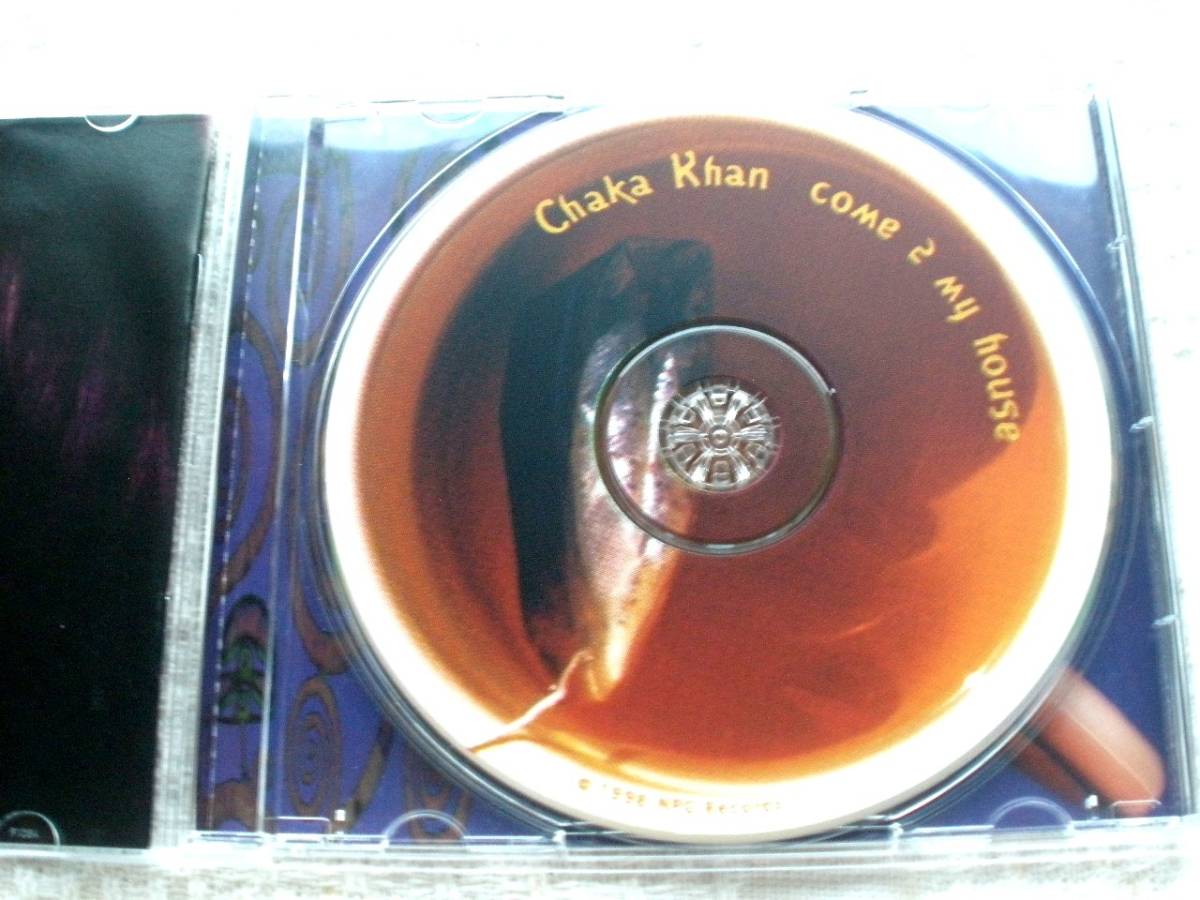 Chaka Khan come 2 my house
© 1998 NPG Records